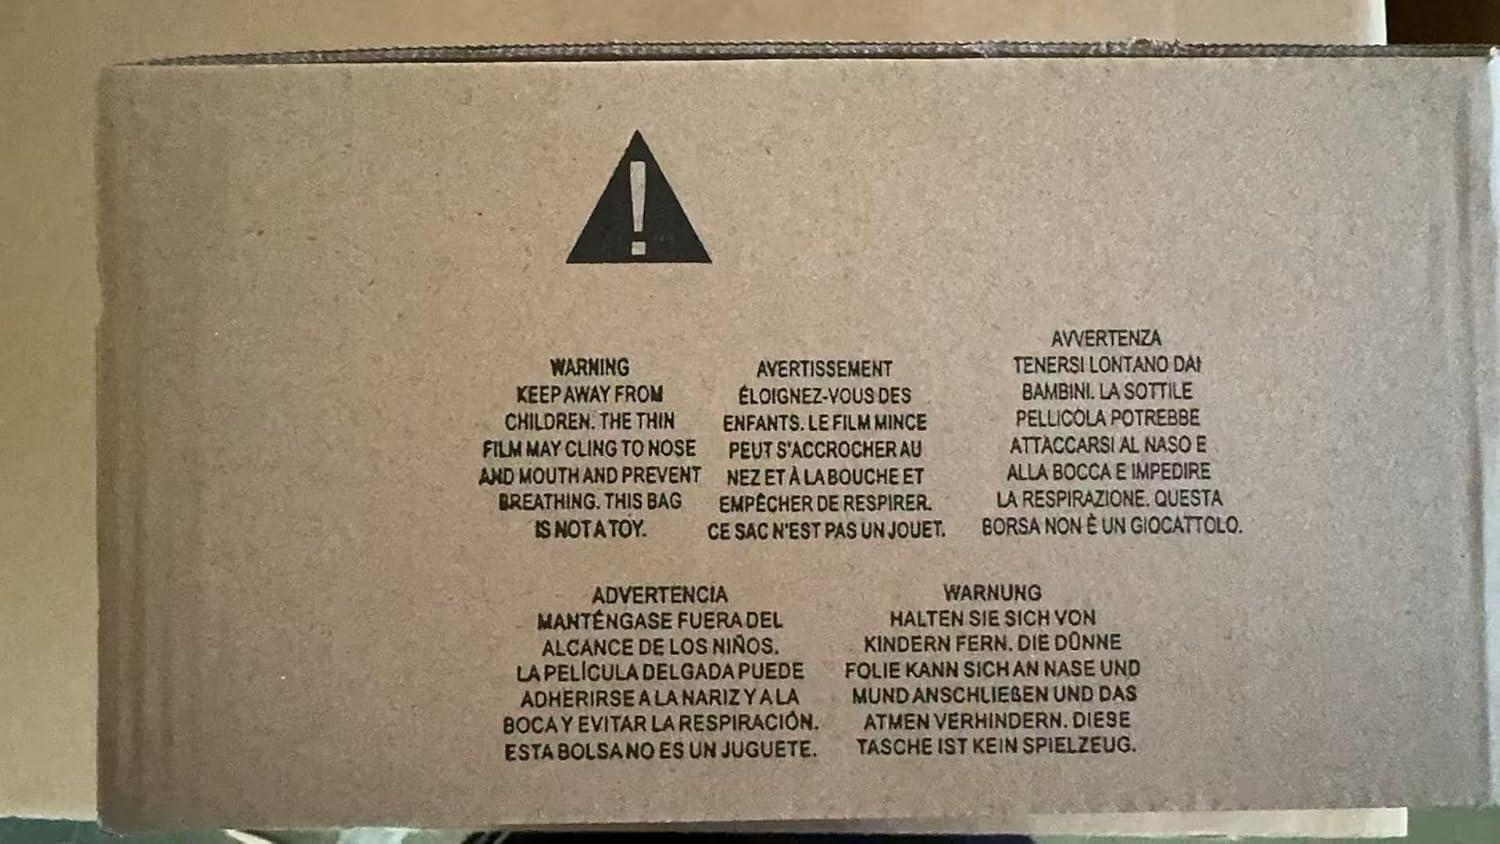 WARNING
KEEP AWAY FROM
CHILDREN. THE THIN
FILM MAY CLING TO NOSE
AND MOUTH AND PREVENT
BREATHING. THIS BAG
IS NOT A TOY.
AVERTISSEMENT
ÉLOIGNEZ-VOUS DES
ENFANTS. LE FILM MINCE
PEUT S'ACCROCHER AU
NEZ ET À LA BOUCHE ET
EMPÊCHER DE RESPIRER.
CE SAC N'EST PAS UN JOUET.
AVVERTENZA
TENERSI LONTANO DAI
BAMBINI. LA SOTTILE
PELLICOLA POTREBBE
ATTACCARSI AL NASO E
ALLA BOCCA E IMPEDIRE
LA RESPIRAZIONE. QUESTA
BORSA NON È UN GIOCATTOLO.
ADVERTENCIA
MANTÉNGASE FUERA DEL
ALCANCE DE LOS NIÑOS.
LA PELÍCULA DELGADA PUEDE
ADHERIRSE A LA NARIZ Y A LA
BOCA Y EVITAR LA RESPIRACIÓN.
ESTA BOLSA NO ES UN JUGUETE.
WARNUNG
HALTEN SIE SICH VON
KINDERN FERN. DIE DÜNNE
FOLIE KANN SICH AN NASE UND
MUND ANSCHLIEßEN UND DAS
ATMEN VERHINDERN. DIESE
TASCHE IST KEIN SPIELZEUG.